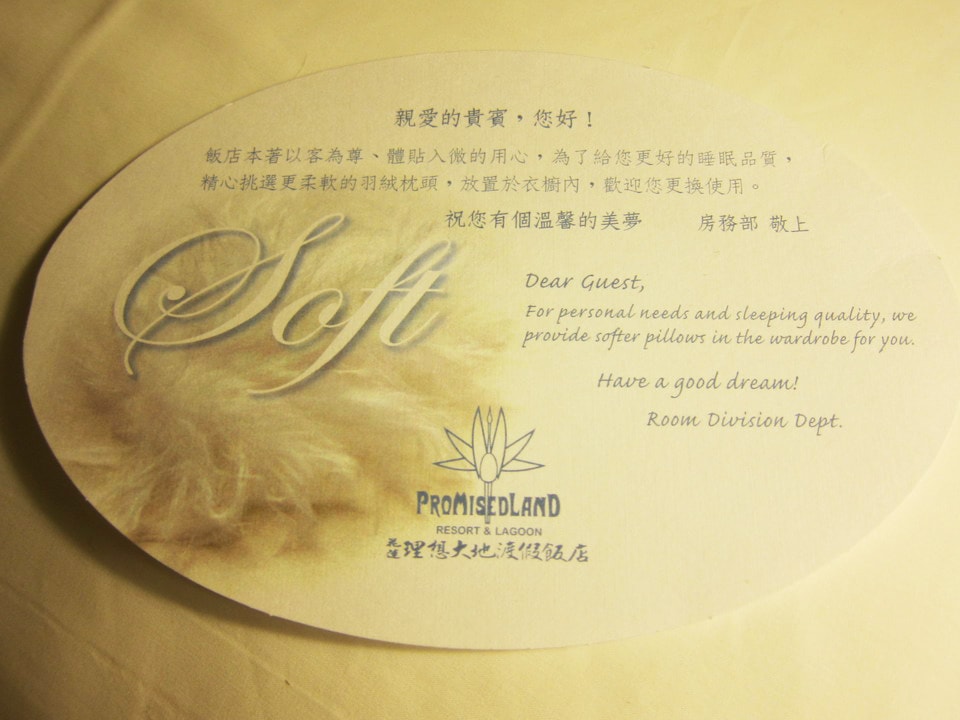 親愛的貴賓，您好！
飯店本著以客為尊、體貼入微的用心，為了給您更好的睡眠品質，
精心挑選更柔軟的羽絨枕頭，放置於衣櫥內，歡迎您更換使用。
祝您有個溫馨的美夢 房務部 敬上
Soft
Dear Guest,
For personal needs and sleeping quality, we
provide softer pillows in the wardrobe for you.
Have a good dream!
Room Division Dept.
PROMISEDLAND
RESORT & LAGOON
花蓮理想大地渡假飯店